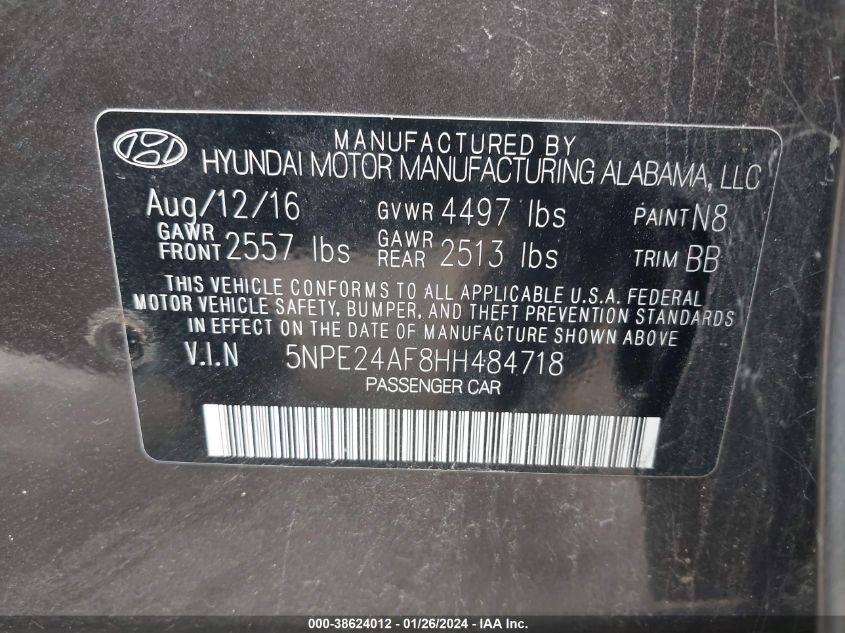 MANUFACTURED BY
HYUNDAI MOTOR MANUFACTURING ALABAMA, LLC
Aug/12/16 GVWR 4497 lbs PAINT N8
GAWR FRONT 2557 lbs GAWR REAR 2513 lbs TRIM BB
THIS VEHICLE CONFORMS TO ALL APPLICABLE U.S.A. FEDERAL
MOTOR VEHICLE SAFETY, BUMPER, AND THEFT PREVENTION STANDARDS
IN EFFECT ON THE DATE OF MANUFACTURE SHOWN ABOVE
V.I.N 5NPE24AF8HH484718
PASSENGER CAR
000-38624012 - 01/26/2024 - IAA Inc.